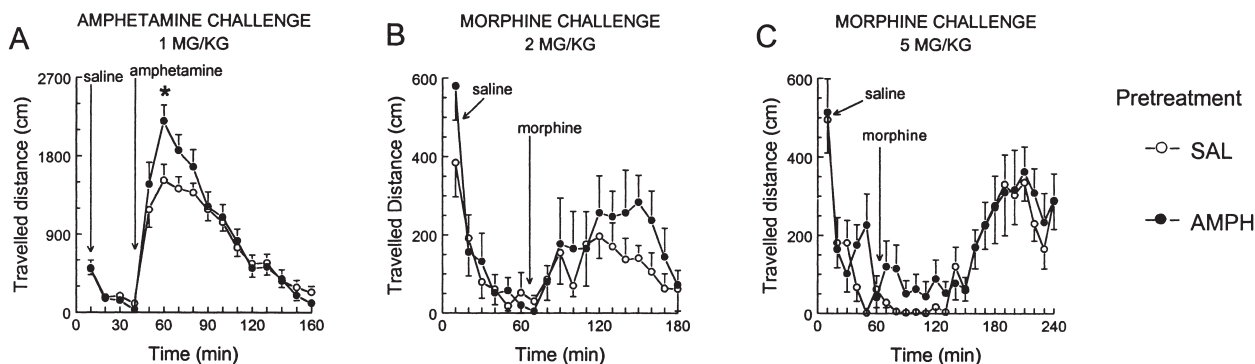 AMPHETAMINE CHALLENGE
1 MG/KG
MORPHINE CHALLENGE
2 MG/KG
MORPHINE CHALLENGE
5 MG/KG
A
B
C
saline
amphetamine
*
saline
morphine
saline
morphine
Travelled distance (cm)
2700
1800
900
0
0 30 60 90 120 160
Time (min)
Travelled Distance (cm)
600
400
200
0
0 60 120 180
Time (min)
Travelled distance (cm)
600
400
200
0
0 60 120 180 240
Time (min)
Pretreatment
SAL
AMPH